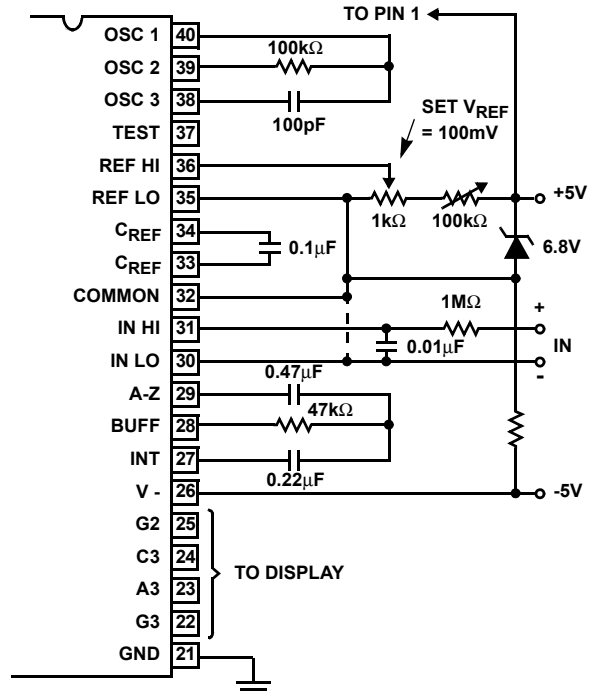 TO PIN 1
OSC 1 40
100kΩ
OSC 2 39
OSC 3 38
100pF
SET VREF
= 100mV
TEST 37
REF HI 36
REF LO 35
+5V
1kΩ 100kΩ
CREF 34
0.1μF
6.8V
CREF 33
COMMON 32
1MΩ
+
IN HI 31
0.01μF
IN
IN LO 30
-
0.47μF
A-Z 29
47kΩ
BUFF 28
INT 27
0.22μF
V - 26
-5V
G2 25
C3 24
TO DISPLAY
A3 23
G3 22
GND 21